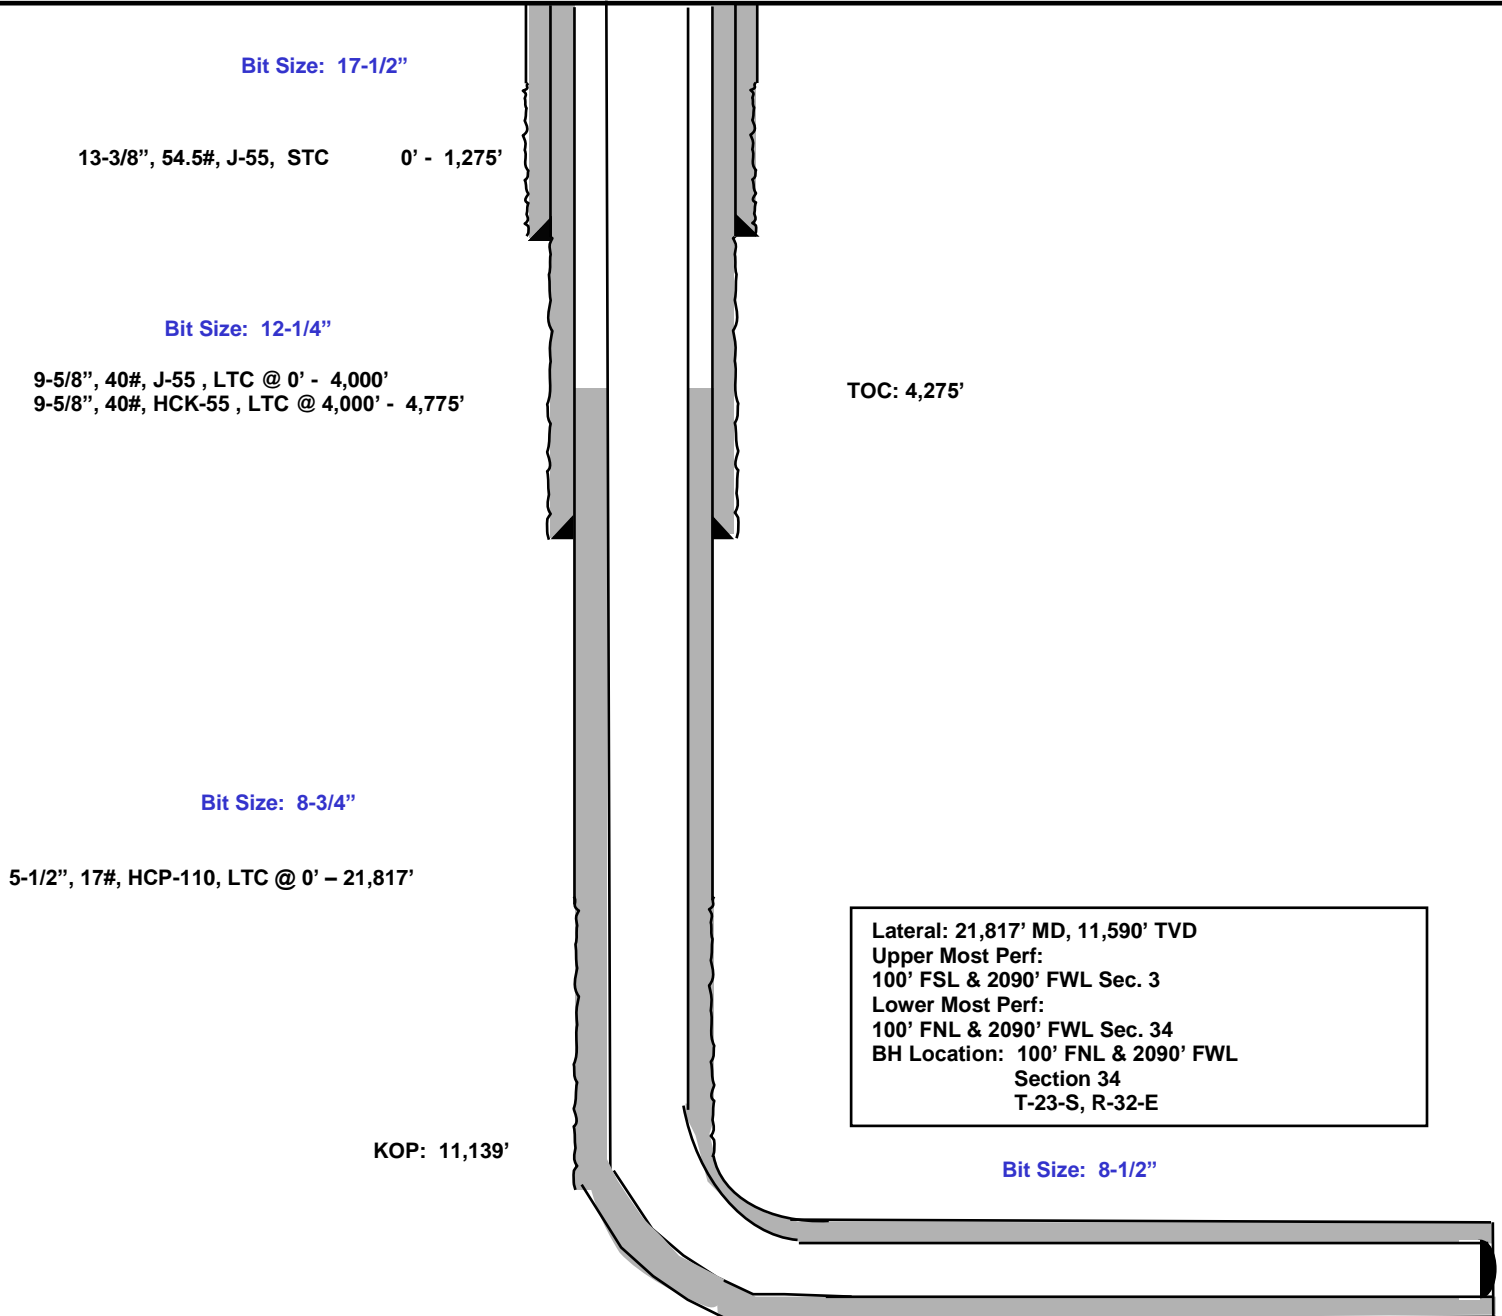 Bit Size:  17-1/2”
13-3/8”, 54.5#, J-55,  STC          0’ -  1,275’
Bit Size:  12-1/4”
9-5/8”, 40#, J-55 , LTC @ 0’ -  4,000’
9-5/8”, 40#, HCK-55 , LTC @ 4,000’ -  4,775’
TOC: 4,275’
Bit Size:  8-3/4”
5-1/2”, 17#, HCP-110, LTC @ 0’ – 21,817’
Lateral: 21,817’ MD, 11,590’ TVD
Upper Most Perf:
100’ FSL & 2090’ FWL Sec. 3
Lower Most Perf:
100’ FNL & 2090’ FWL Sec. 34
BH Location:  100’ FNL & 2090’ FWL
Section 34
T-23-S, R-32-E
KOP:  11,139’
Bit Size:  8-1/2”